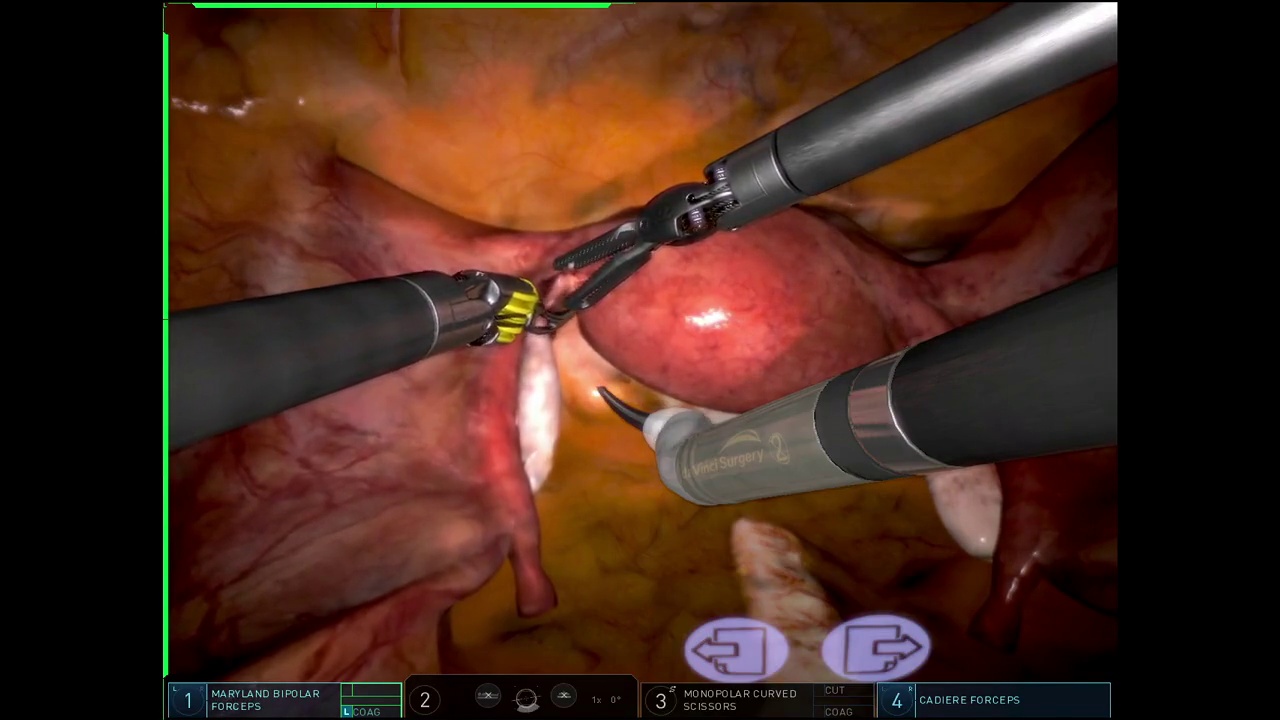 da Vinci Surgery
1
MARYLAND BIPOLAR
FORCEPS
L COAG
2
1x 0°
3
MONOPOLAR CURVED
SCISSORS
CUT
COAG
4
CADIERE FORCEPS